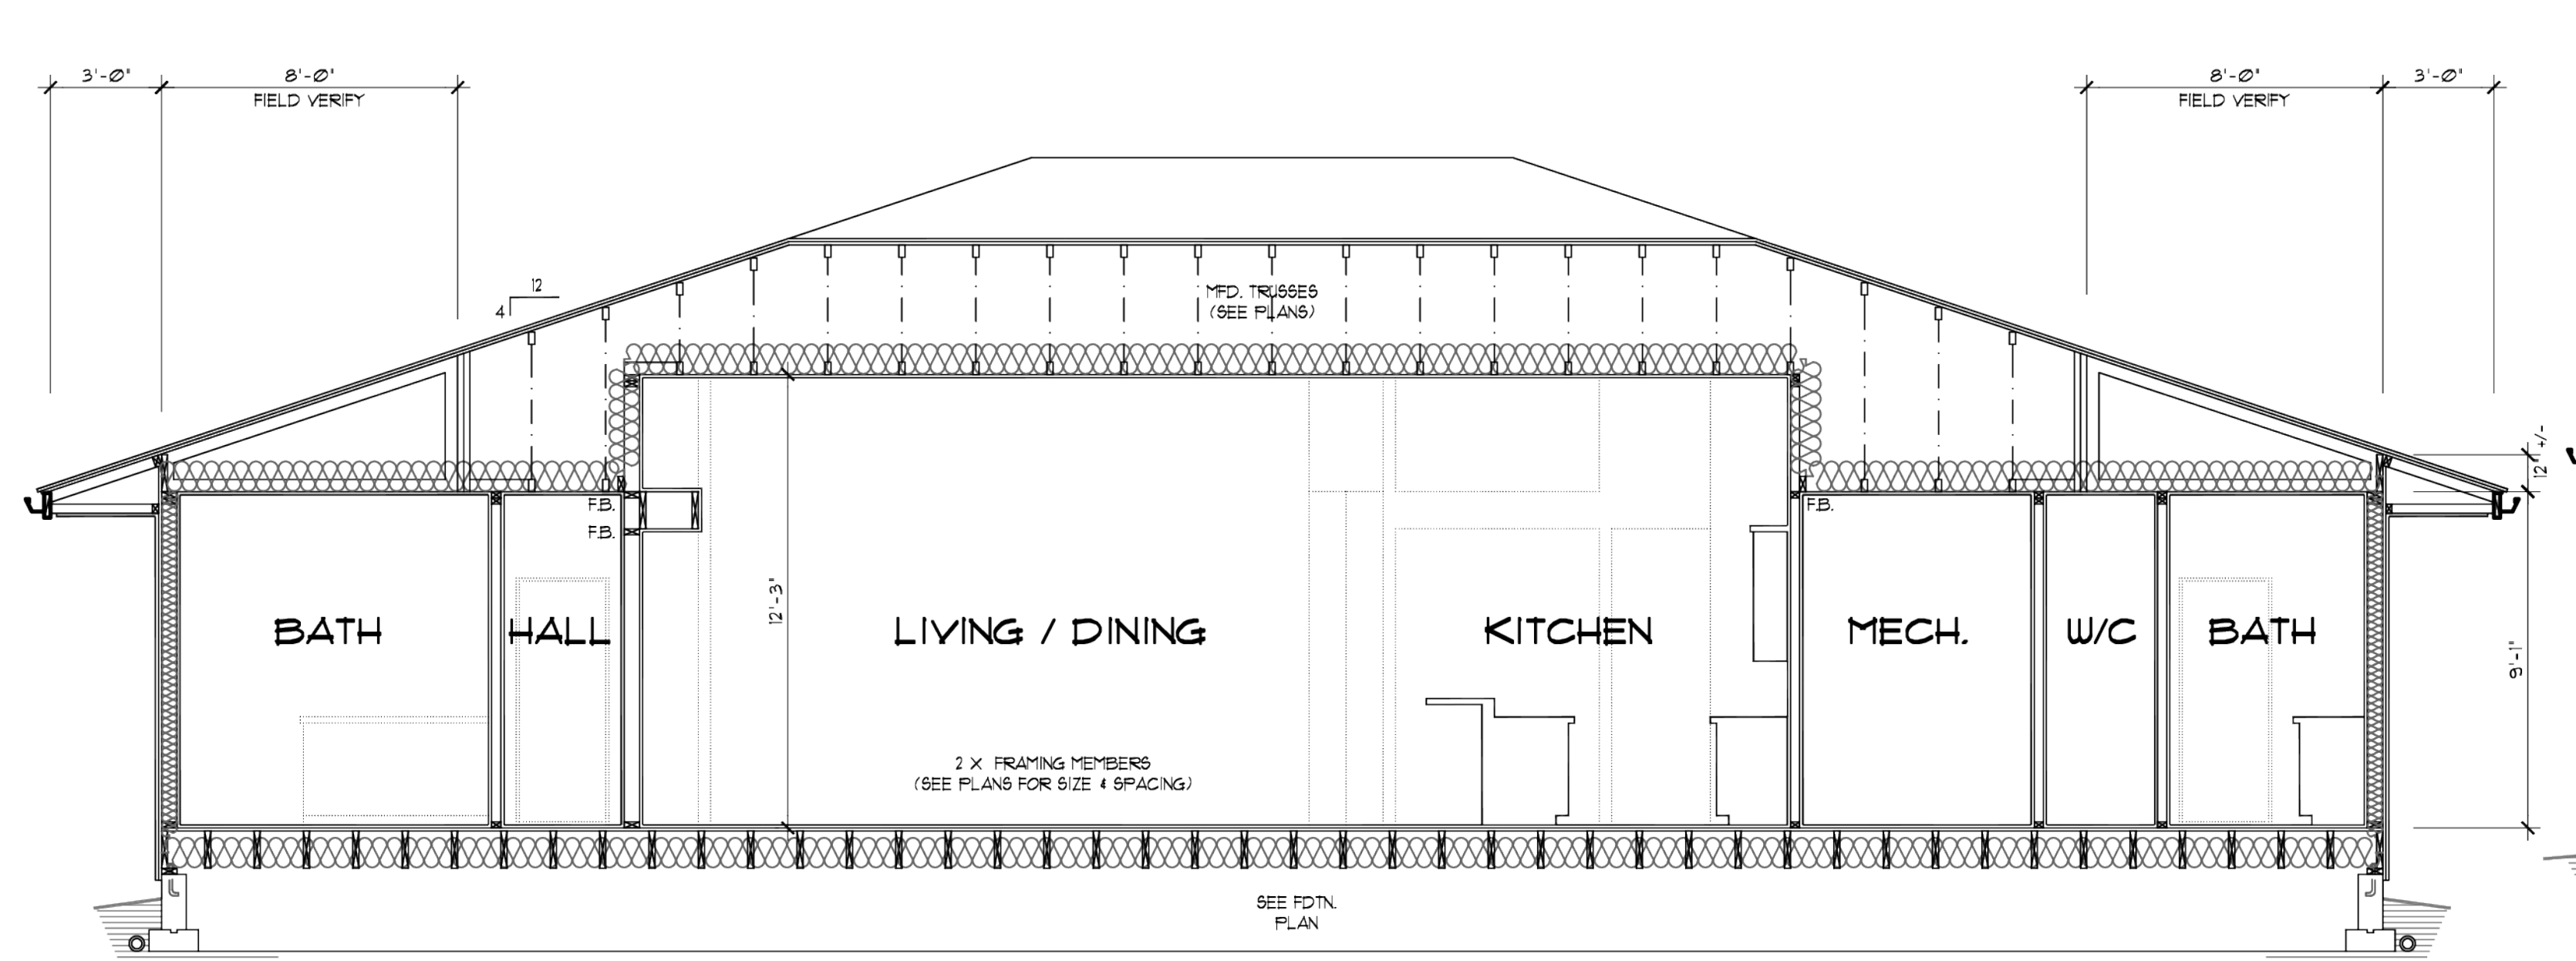 3'-0" 8'-0" 8'-0" 3'-0"
FIELD VERIFY FIELD VERIFY
12
4
MFD. TRUSSES
(SEE PLANS)
12" +/-
F.B. F.B.
F.B.
12'-3"
9'-1"
BATH HALL LIVING / DINING KITCHEN MECH. W/C BATH
2 X FRAMING MEMBERS
(SEE PLANS FOR SIZE & SPACING)
SEE FDTN.
PLAN